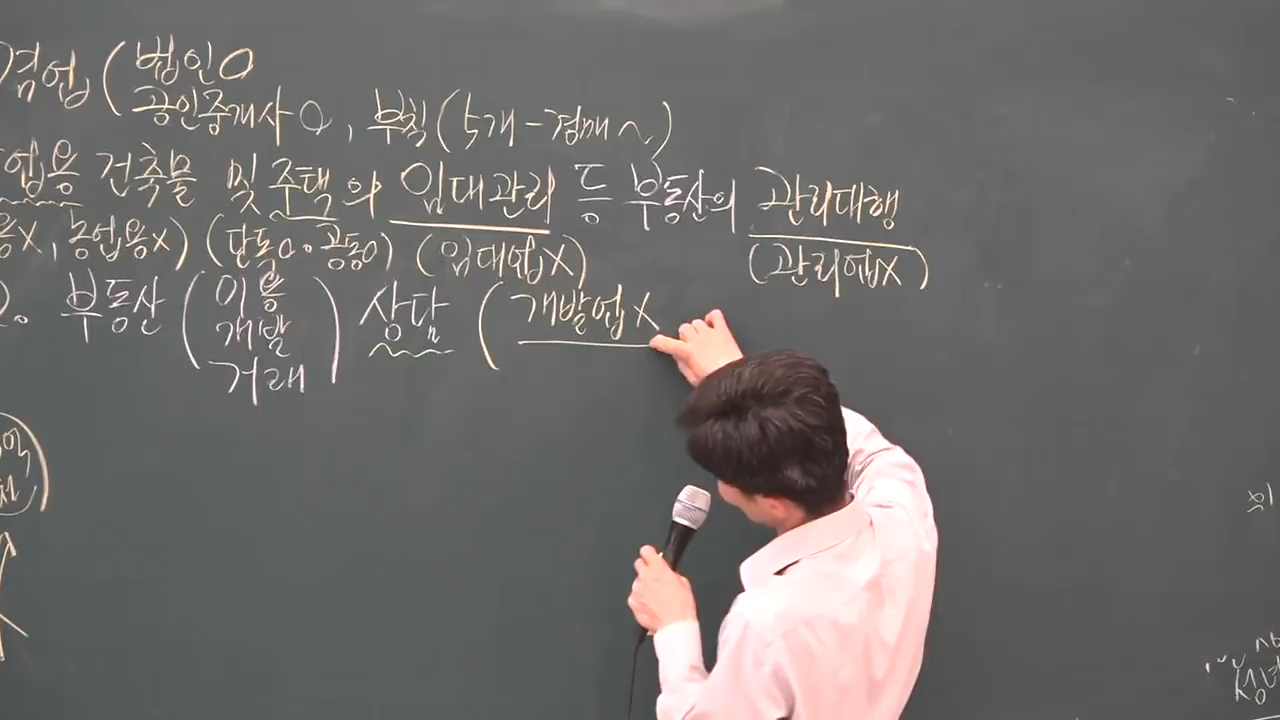 겸업 ( 법인 O
공인중개사 O, 부칙 (5개 - 경매 ~)
업용 건축물 및 주택의 임대관리 등 부동산의 관리대행
용X, 농업용X) (단독O. 공동O) (임대업X) (관리업X)
2. 부동산 ( 이용 개발 거래 ) 상담 ( 개발업X